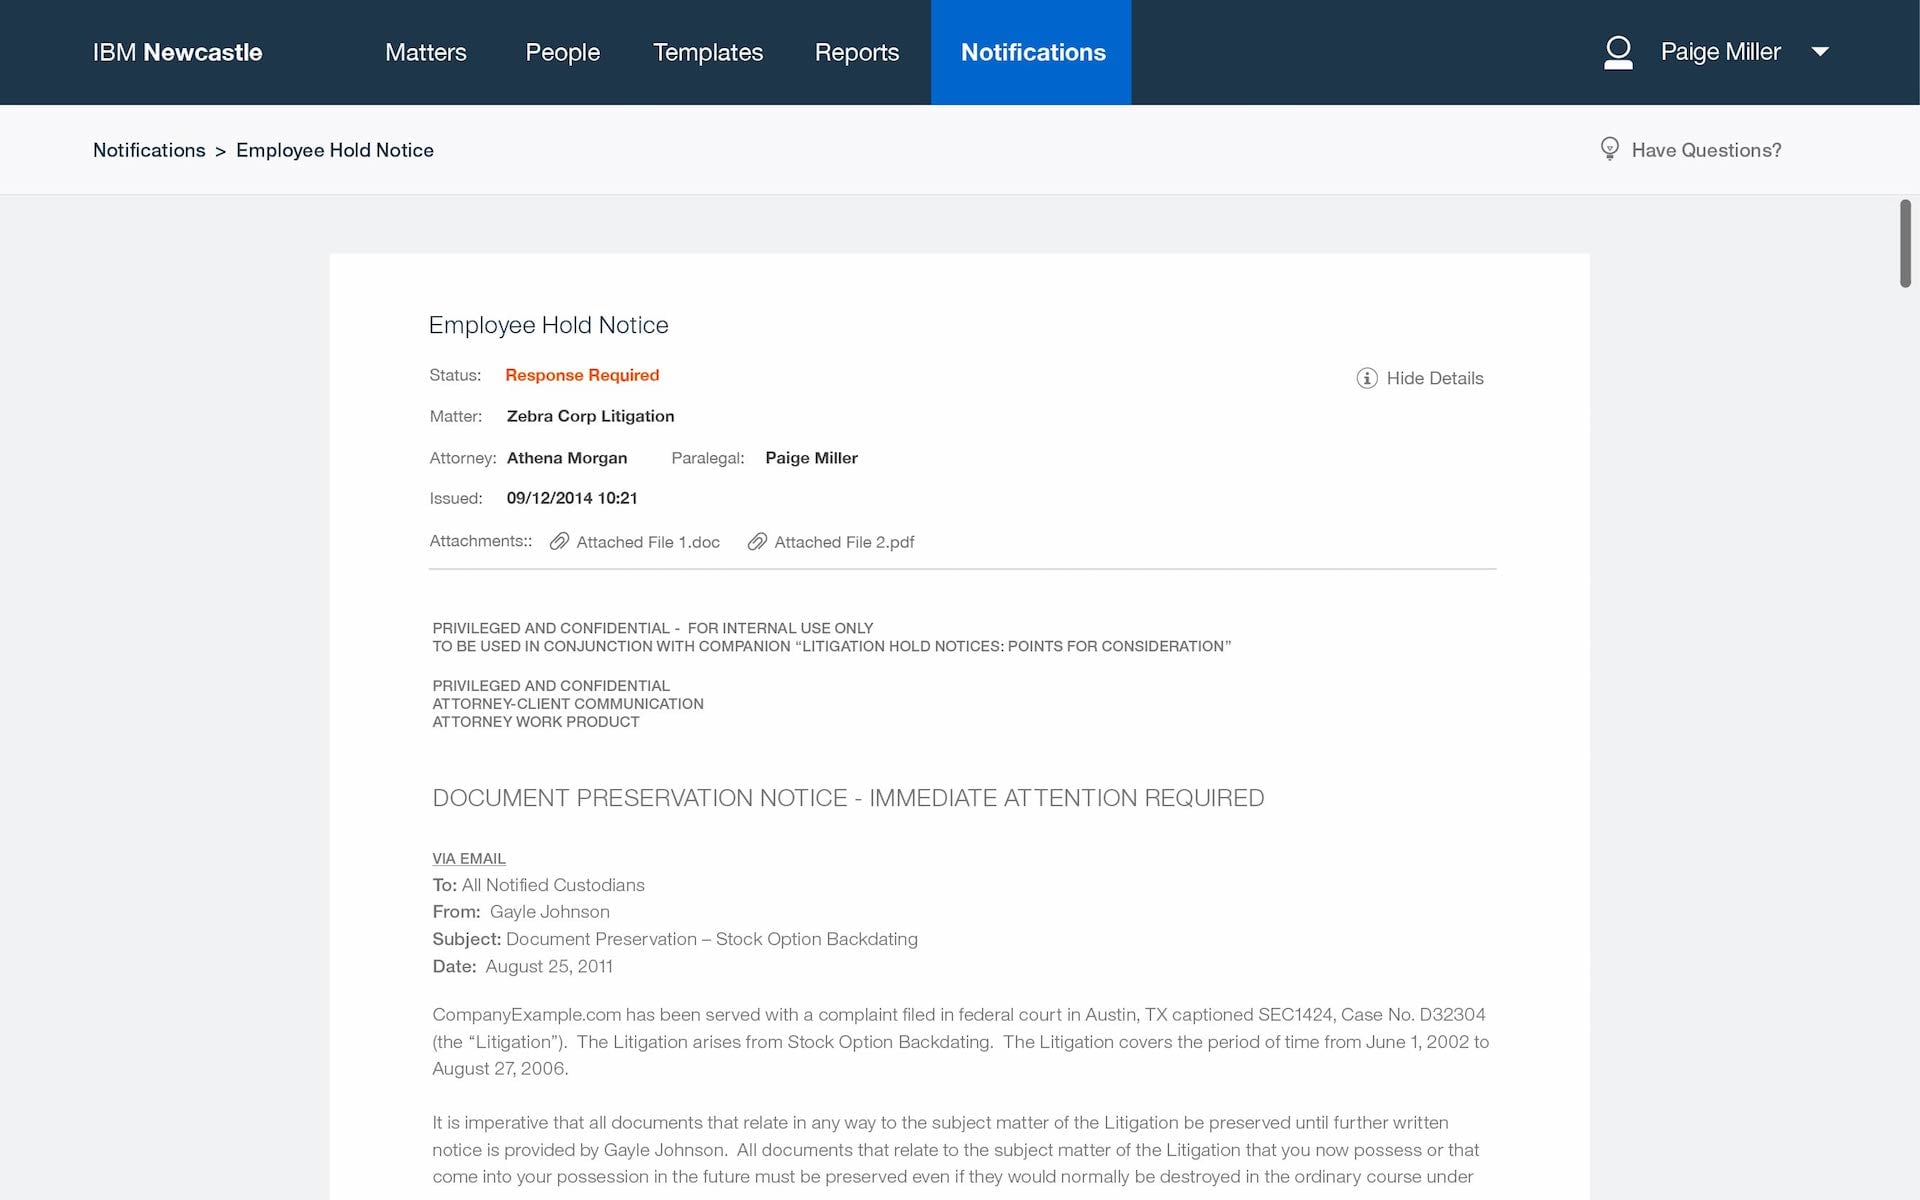 IBM Newcastle Matters People Templates Reports Notifications Paige Miller
Notifications > Employee Hold Notice Have Questions?
Employee Hold Notice
Status: Response Required Hide Details
Matter: Zebra Corp Litigation
Attorney: Athena Morgan Paralegal: Paige Miller
Issued: 09/12/2014 10:21
Attachments:: Attached File 1.doc Attached File 2.pdf
PRIVILEGED AND CONFIDENTIAL - FOR INTERNAL USE ONLY
TO BE USED IN CONJUNCTION WITH COMPANION “LITIGATION HOLD NOTICES: POINTS FOR CONSIDERATION”
PRIVILEGED AND CONFIDENTIAL
ATTORNEY-CLIENT COMMUNICATION
ATTORNEY WORK PRODUCT
DOCUMENT PRESERVATION NOTICE - IMMEDIATE ATTENTION REQUIRED
VIA EMAIL
To: All Notified Custodians
From: Gayle Johnson
Subject: Document Preservation – Stock Option Backdating
Date: August 25, 2011
CompanyExample.com has been served with a complaint filed in federal court in Austin, TX captioned SEC1424, Case No. D32304
(the “Litigation”). The Litigation arises from Stock Option Backdating. The Litigation covers the period of time from June 1, 2002 to
August 27, 2006.
It is imperative that all documents that relate in any way to the subject matter of the Litigation be preserved until further written
notice is provided by Gayle Johnson. All documents that relate to the subject matter of the Litigation that you now possess or that
come into your possession in the future must be preserved even if they would normally be destroyed in the ordinary course under